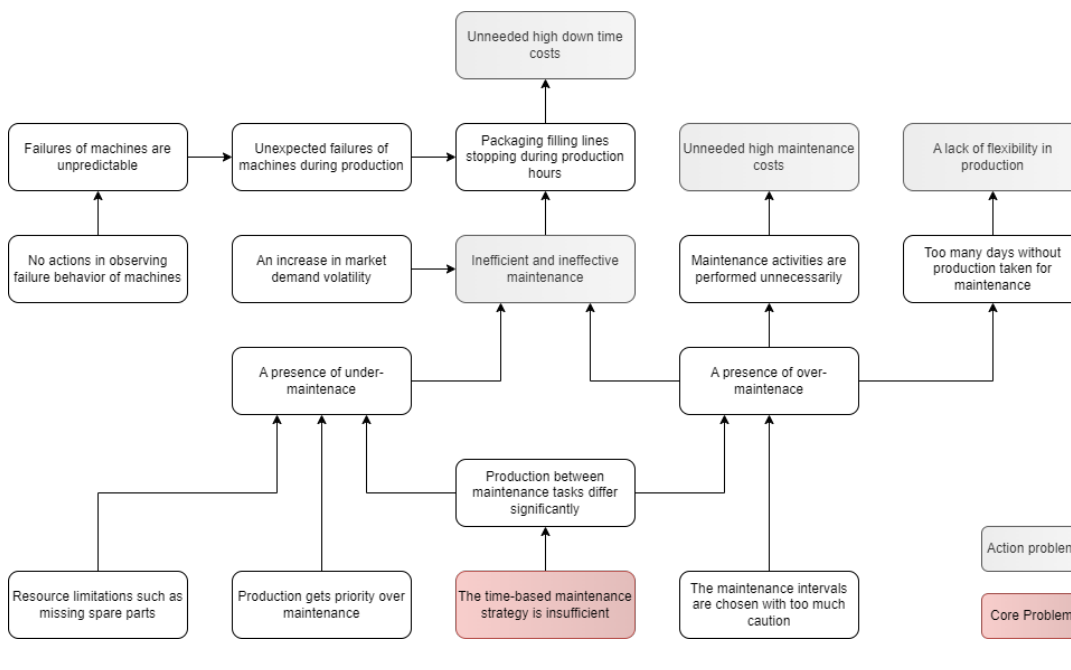 Unneeded high down time
costs
Failures of machines are
unpredictable
Unexpected failures of
machines during production
Packaging filling lines
stopping during production
hours
Unneeded high maintenance
costs
A lack of flexibility in
production
No actions in observing
failure behavior of machines
An increase in market
demand volatility
Inefficient and ineffective
maintenance
Maintenance activities are
performed unnecessarily
Too many days without
production taken for
maintenance
A presence of under-
maintenace
A presence of over-
maintenace
Production between
maintenance tasks differ
significantly
Action problem
Resource limitations such as
missing spare parts
Production gets priority over
maintenance
The time-based maintenance
strategy is insufficient
The maintenance intervals
are chosen with too much
caution
Core Problem